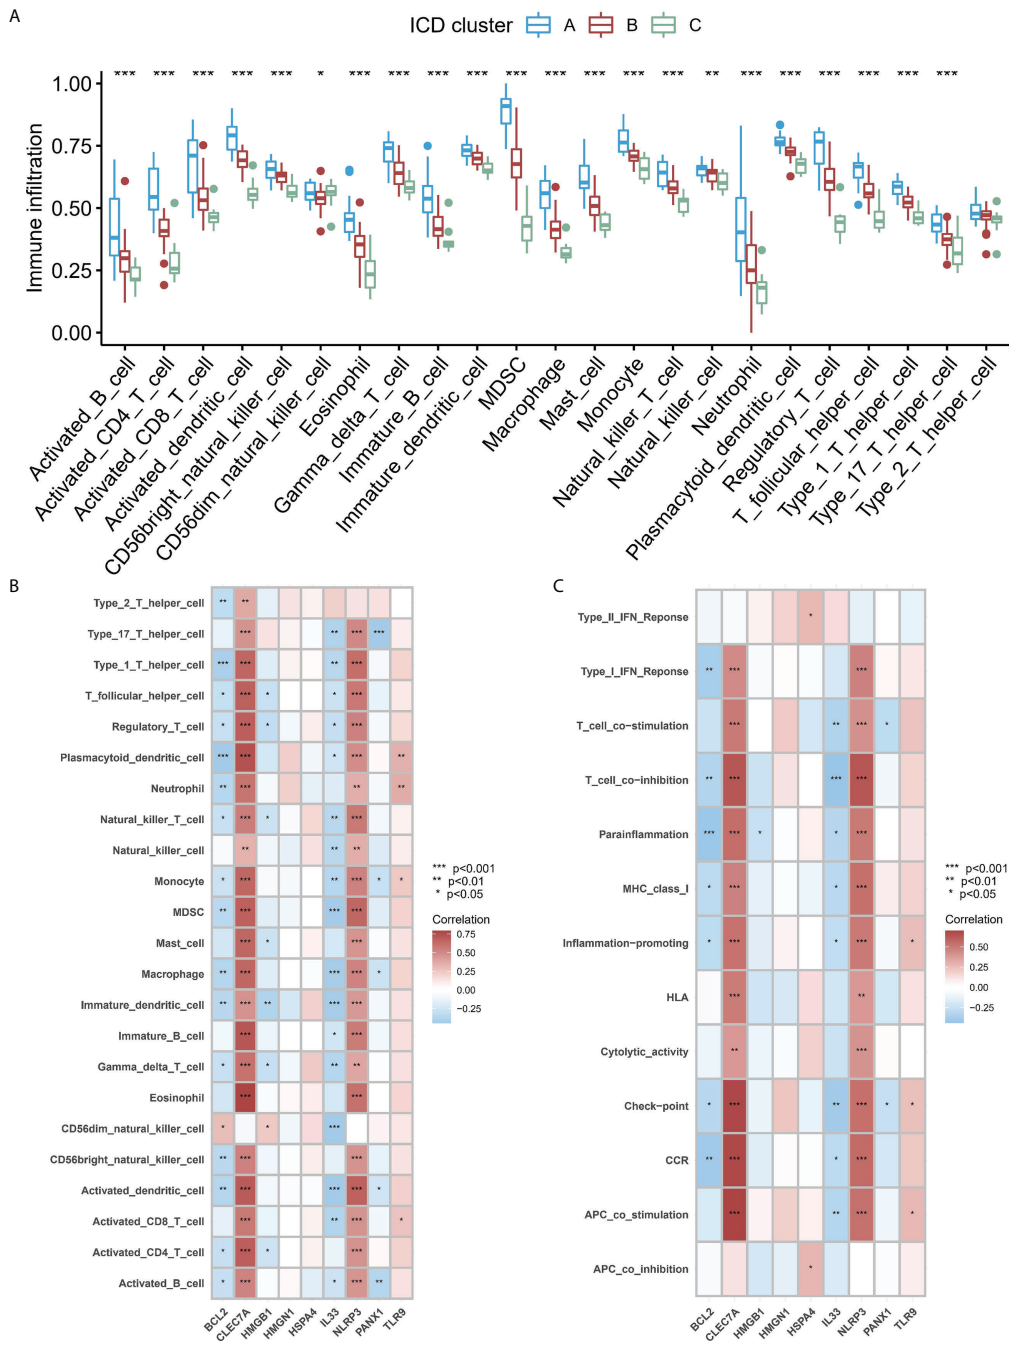 A
ICD cluster A B C
*** *** *** *** *** * *** *** *** *** *** *** *** *** *** ** *** *** *** *** *** ***
Immune infiltration
1.00
0.75
0.50
0.25
0.00
Activated_B_cell
Activated_CD4_T_cell
Activated_CD8_T_cell
Activated_dendritic_cell
CD56bright_natural_killer_cell
CD56dim_natural_killer_cell
Eosinophil
Gamma_delta_T_cell
Immature_B_cell
Immature_dendritic_cell
MDSC
Macrophage
Mast_cell
Monocyte
Natural_killer_T_cell
Natural_killer_cell
Neutrophil
Plasmacytoid_dendritic_cell
Regulatory_T_cell
T_follicular_helper_cell
Type_1_T_helper_cell
Type_17_T_helper_cell
Type_2_T_helper_cell
B
Type_2_T_helper_cell ** **
Type_17_T_helper_cell *** ** *** ***
Type_1_T_helper_cell *** *** ** ***
T_follicular_helper_cell * *** * * ***
Regulatory_T_cell * *** * * ***
Plasmacytoid_dendritic_cell *** *** * *** **
Neutrophil ** *** ** **
Natural_killer_T_cell * *** * ** ***
Natural_killer_cell ** ** **
Monocyte * *** ** *** * *
MDSC ** *** *** ***
Mast_cell *** * ***
Macrophage ** *** *** *** *
Immature_dendritic_cell ** *** ** *** ***
Immature_B_cell *** * ***
Gamma_delta_T_cell * *** * ** **
Eosinophil *** ***
CD56dim_natural_killer_cell * * ***
CD56bright_natural_killer_cell ** *** ***
Activated_dendritic_cell ** *** *** *** *
Activated_CD8_T_cell *** ** *** *
Activated_CD4_T_cell * *** * ***
Activated_B_cell * *** * *** **
BCL2
CLEC7A
HMGB1
HMGN1
HSPA4
IL33
NLRP3
PANX1
TLR9
*** p<0.001
** p<0.01
* p<0.05
Correlation
0.75
0.50
0.25
0.00
−0.25
C
Type_II_IFN_Reponse *
Type_I_IFN_Reponse ** *** ***
T_cell_co−stimulation *** ** *** *
T_cell_co−inhibition ** *** *** ***
Parainflammation *** *** * * ***
MHC_class_I * *** * ***
Inflammation−promoting * *** * *** *
HLA *** **
Cytolytic_activity ** ***
Check−point * *** ** *** * *
CCR ** *** * ***
APC_co_stimulation *** ** *** *
APC_co_inhibition *
BCL2
CLEC7A
HMGB1
HMGN1
HSPA4
IL33
NLRP3
PANX1
TLR9
*** p<0.001
** p<0.01
* p<0.05
Correlation
0.50
0.25
0.00
−0.25